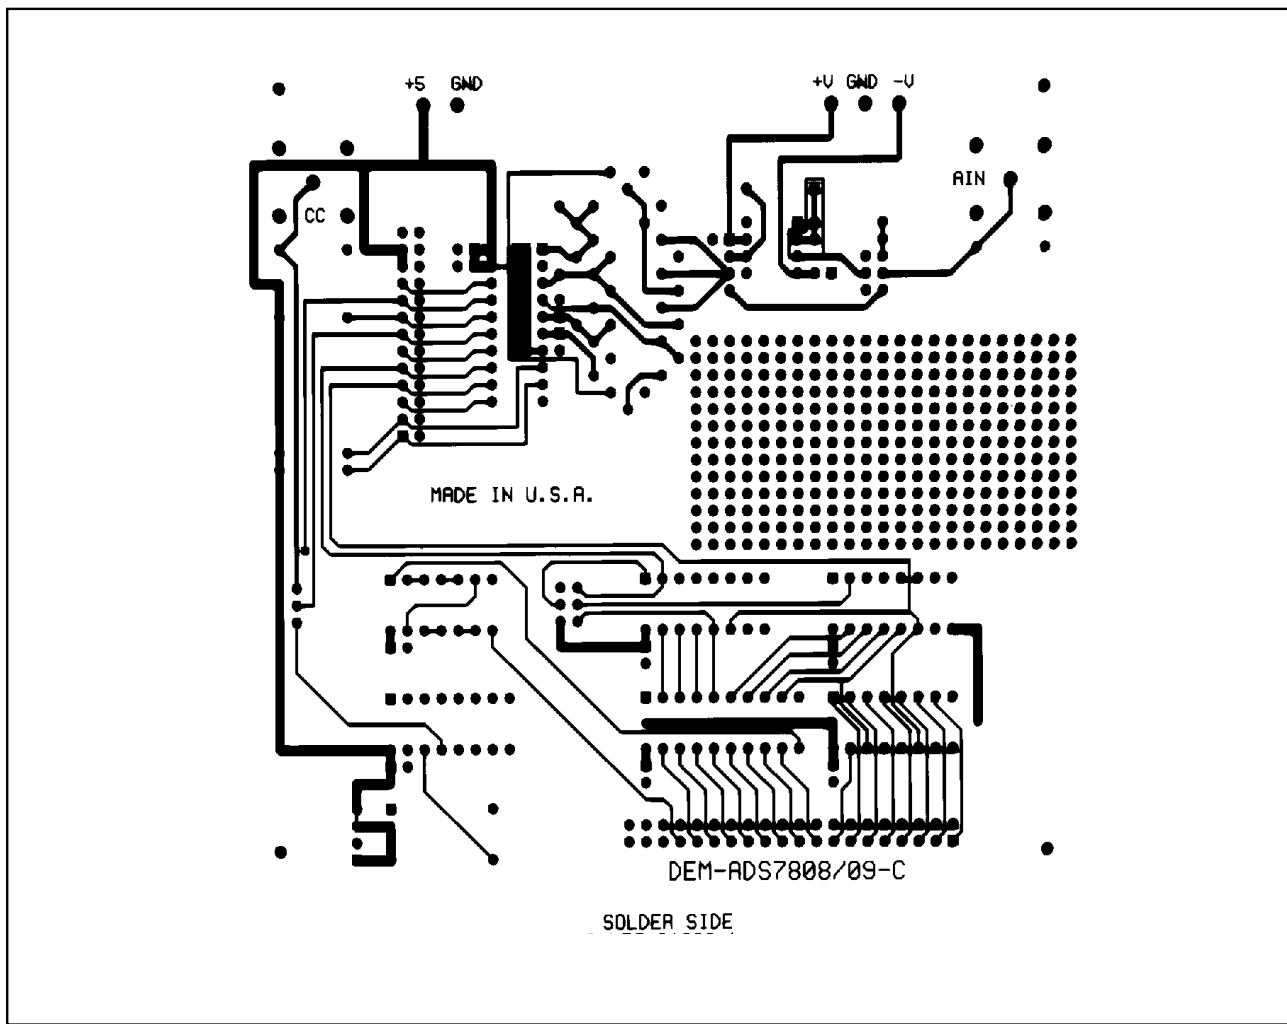 +5 GND
+V GND -V
AIN
CC
MADE IN U.S.A.
DEM-ADS7808/09-C
SOLDER SIDE